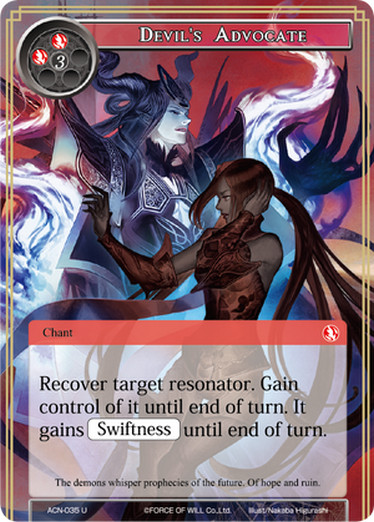 Devil's Advocate
3
Chant
Recover target resonator. Gain
control of it until end of turn. It
gains Swiftness until end of turn.
The demons whisper prophecies of the future. Of hope and ruin.
ACN-035 U ©FORCE OF WILL Co.,Ltd. Illust/Nakaba Higurashi